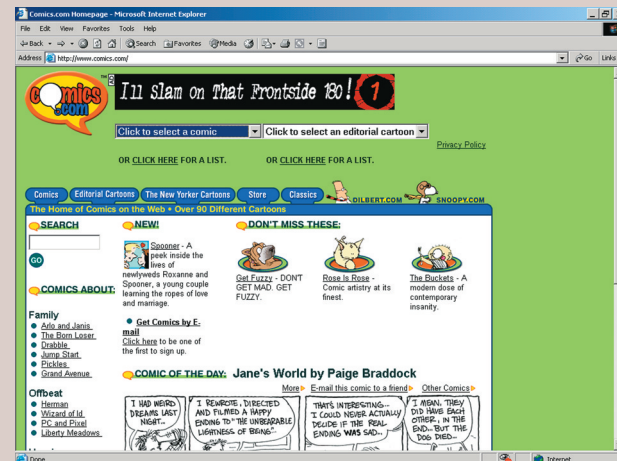 Comics.com Homepage - Microsoft Internet Explorer
File Edit View Favorites Tools Help
Back Search Favorites Media
Address http://www.comics.com/ Go Links
comics.com
I'll Slam on That Frontside 180! 1
Click to select a comic Click to select an editorial cartoon
Privacy Policy
OR CLICK HERE FOR A LIST. OR CLICK HERE FOR A LIST.
Comics Editorial Cartoons The New Yorker Cartoons Store Classics DILBERT.COM SNOOPY.COM
The Home of Comics on the Web • Over 90 Different Cartoons
SEARCH
GO
COMICS ABOUT:
Family
Arlo and Janis
The Born Loser
Drabble
Jump Start
Pickles
Grand Avenue
Offbeat
Herman
Wizard of Id
PC and Pixel
Liberty Meadows
NEW!
Spooner - A
peek inside the
lives of
newlyweds Roxanne and
Spooner, a young couple
learning the ropes of love
and marriage.
Get Comics by E-
mail
Click here to be one of
the first to sign up.
DON'T MISS THESE:
Get Fuzzy - DON'T
GET MAD. GET
FUZZY.
Rose Is Rose -
Comic artistry at its
finest.
The Buckets - A
modern dose of
contemporary
insanity.
COMIC OF THE DAY: Jane's World by Paige Braddock
More E-mail this comic to a friend Other Comics
I HAD WEIRD
DREAMS LAST
NIGHT...
I REWROTE, DIRECTED
AND FILMED A HAPPY
ENDING TO "THE UNBEARABLE
LIGHTNESS OF BEING".
THAT'S INTERESTING...
I COULD NEVER ACTUALLY
DECIDE IF THE REAL
ENDING WAS SAD...
I MEAN, THEY
DID HAVE EACH
OTHER, IN THE
END... BUT THE
DOG DIED...
Done Internet